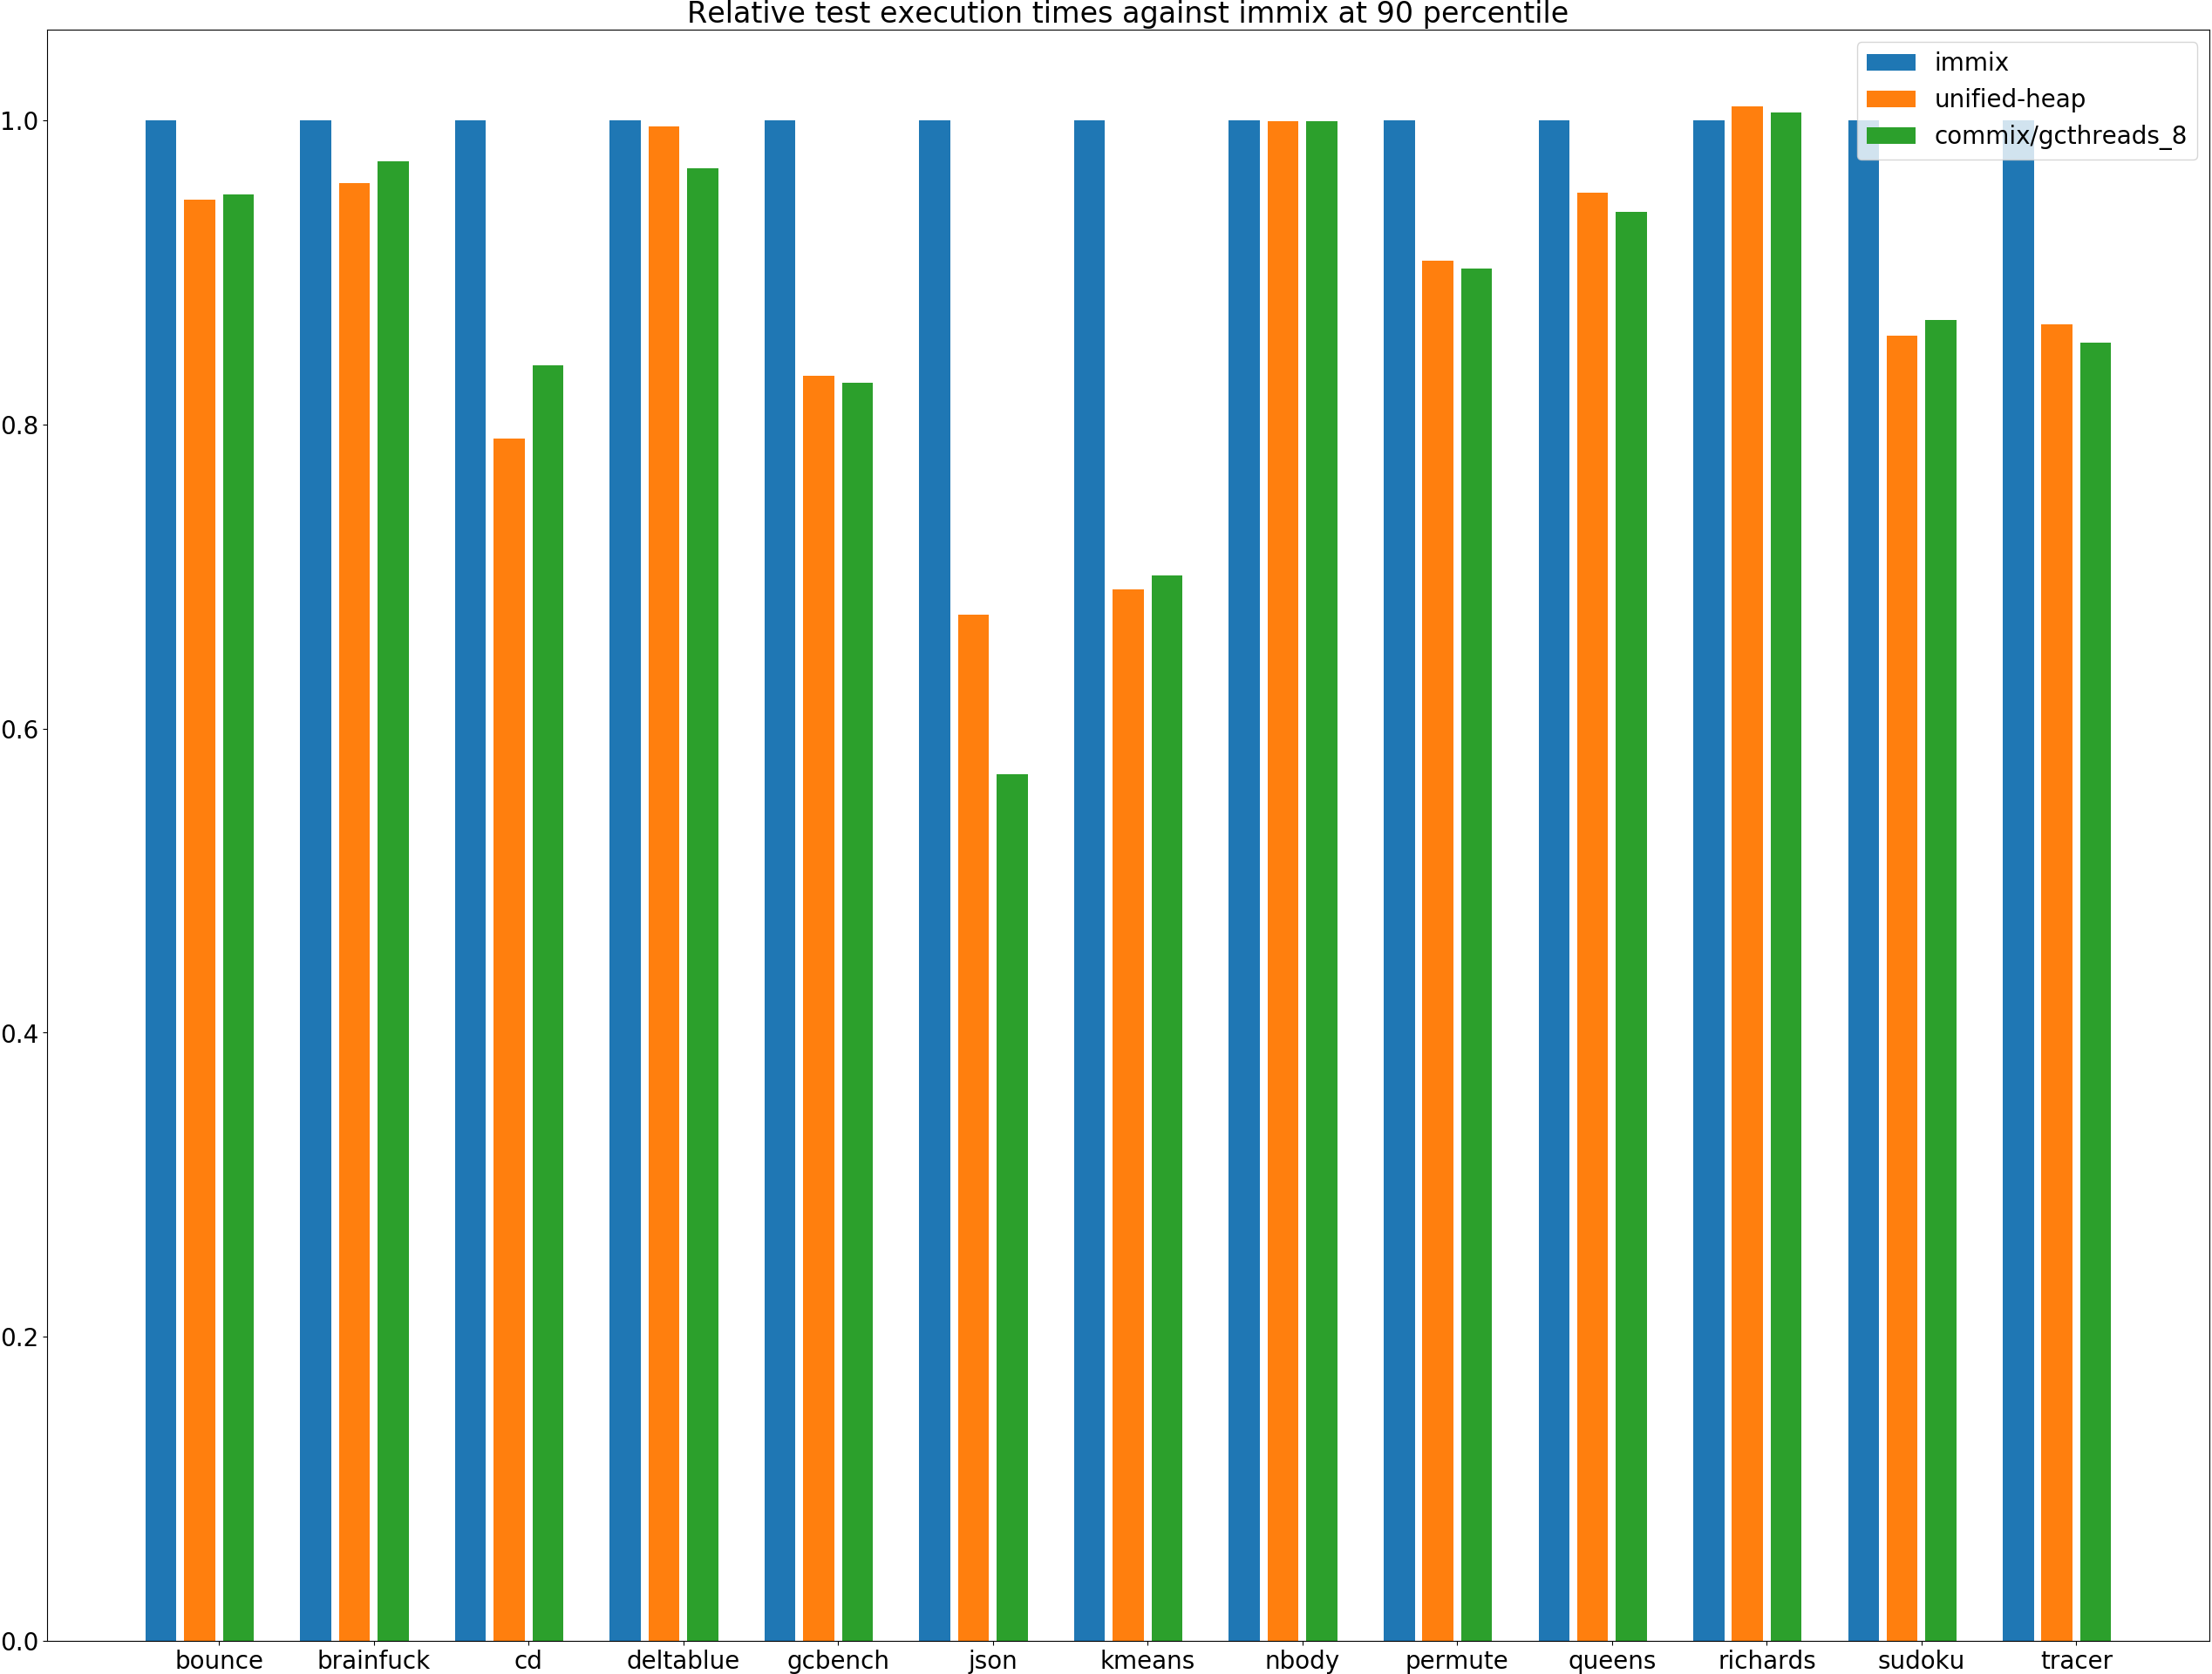 Relative test execution times against immix at 90 percentile
immix
unified-heap
commix/gcthreads_8
1.0
0.8
0.6
0.4
0.2
0.0
bounce brainfuck cd deltablue gcbench json kmeans nbody permute queens richards sudoku tracer